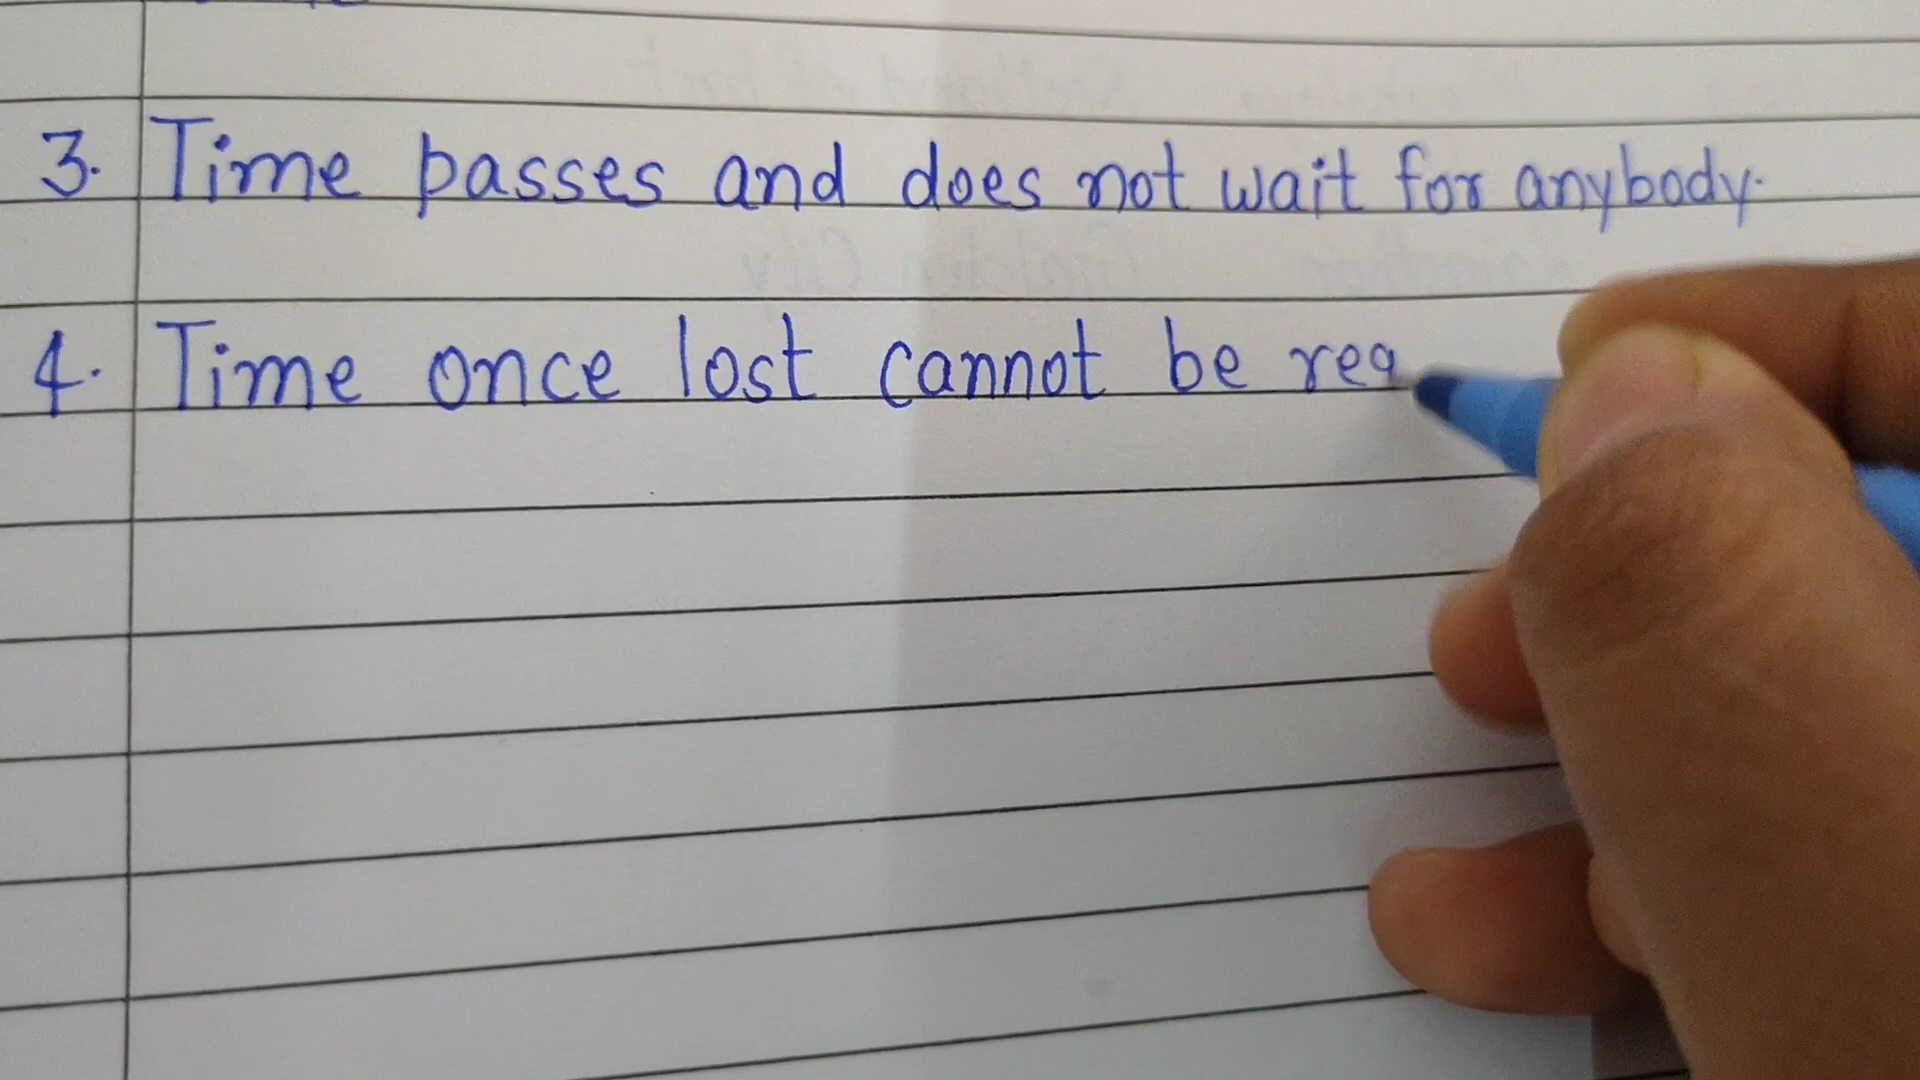 3. Time passes and does not wait for anybody.
4. Time once lost cannot be